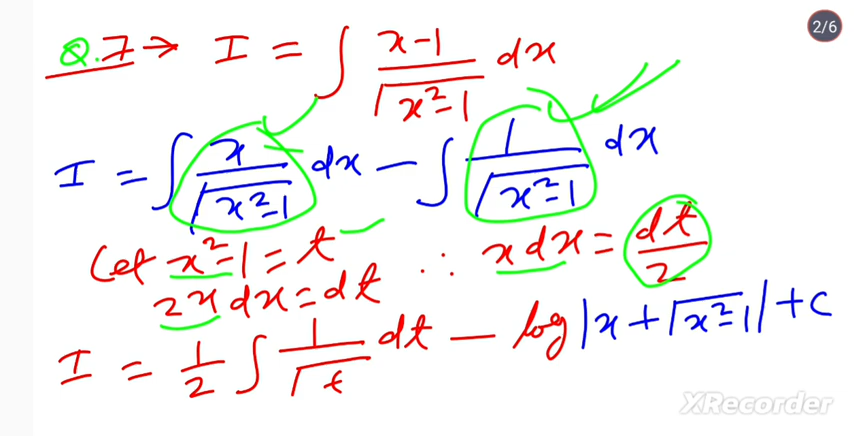 2/6
Q.7 → I = ∫ x-1/√x²-1 dx
I = ∫ x/√x²-1 dx - ∫ 1/√x²-1 dx
Let x²-1 = t ∴ x dx = dt/2
2x dx = dt
I = 1/2 ∫ 1/√t dt - log|x + √x²-1| + c
XRecorder